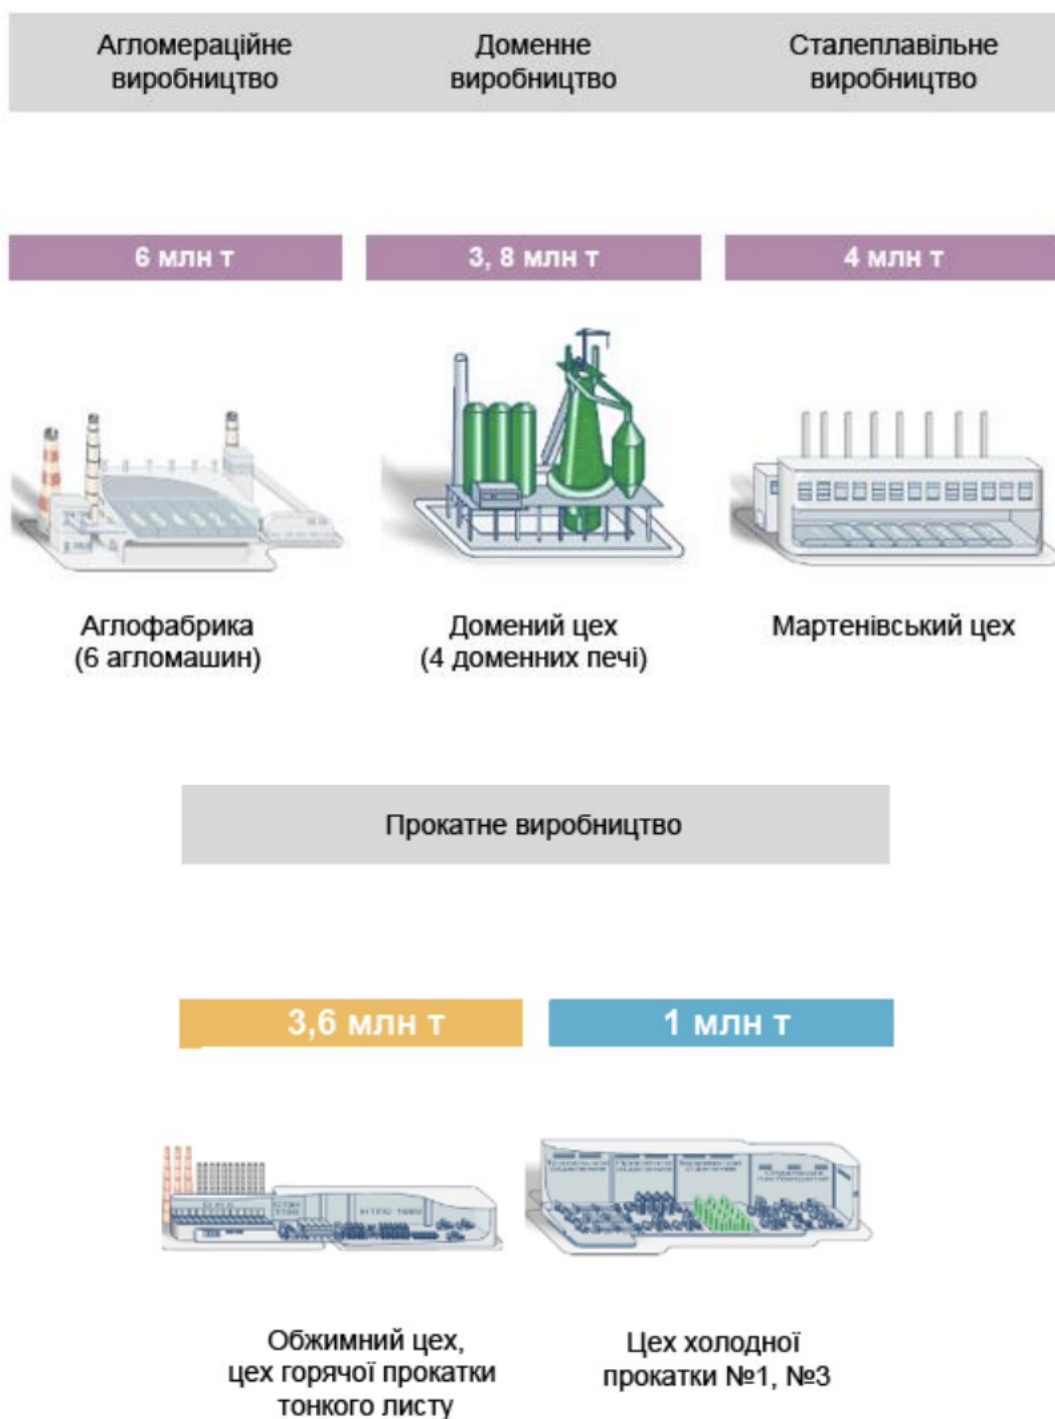 Агломераційне
виробництво
Доменне
виробництво
Сталеплавільне
виробництво
6 млн т
3, 8 млн т
4 млн т
Аглофабрика
(6 агломашин)
Домений цех
(4 доменних печі)
Мартенівський цех
Прокатне виробництво
3,6 млн т
1 млн т
Обжимний цех,
цех горячої прокатки
тонкого листу
Цех холодної
прокатки №1, №3